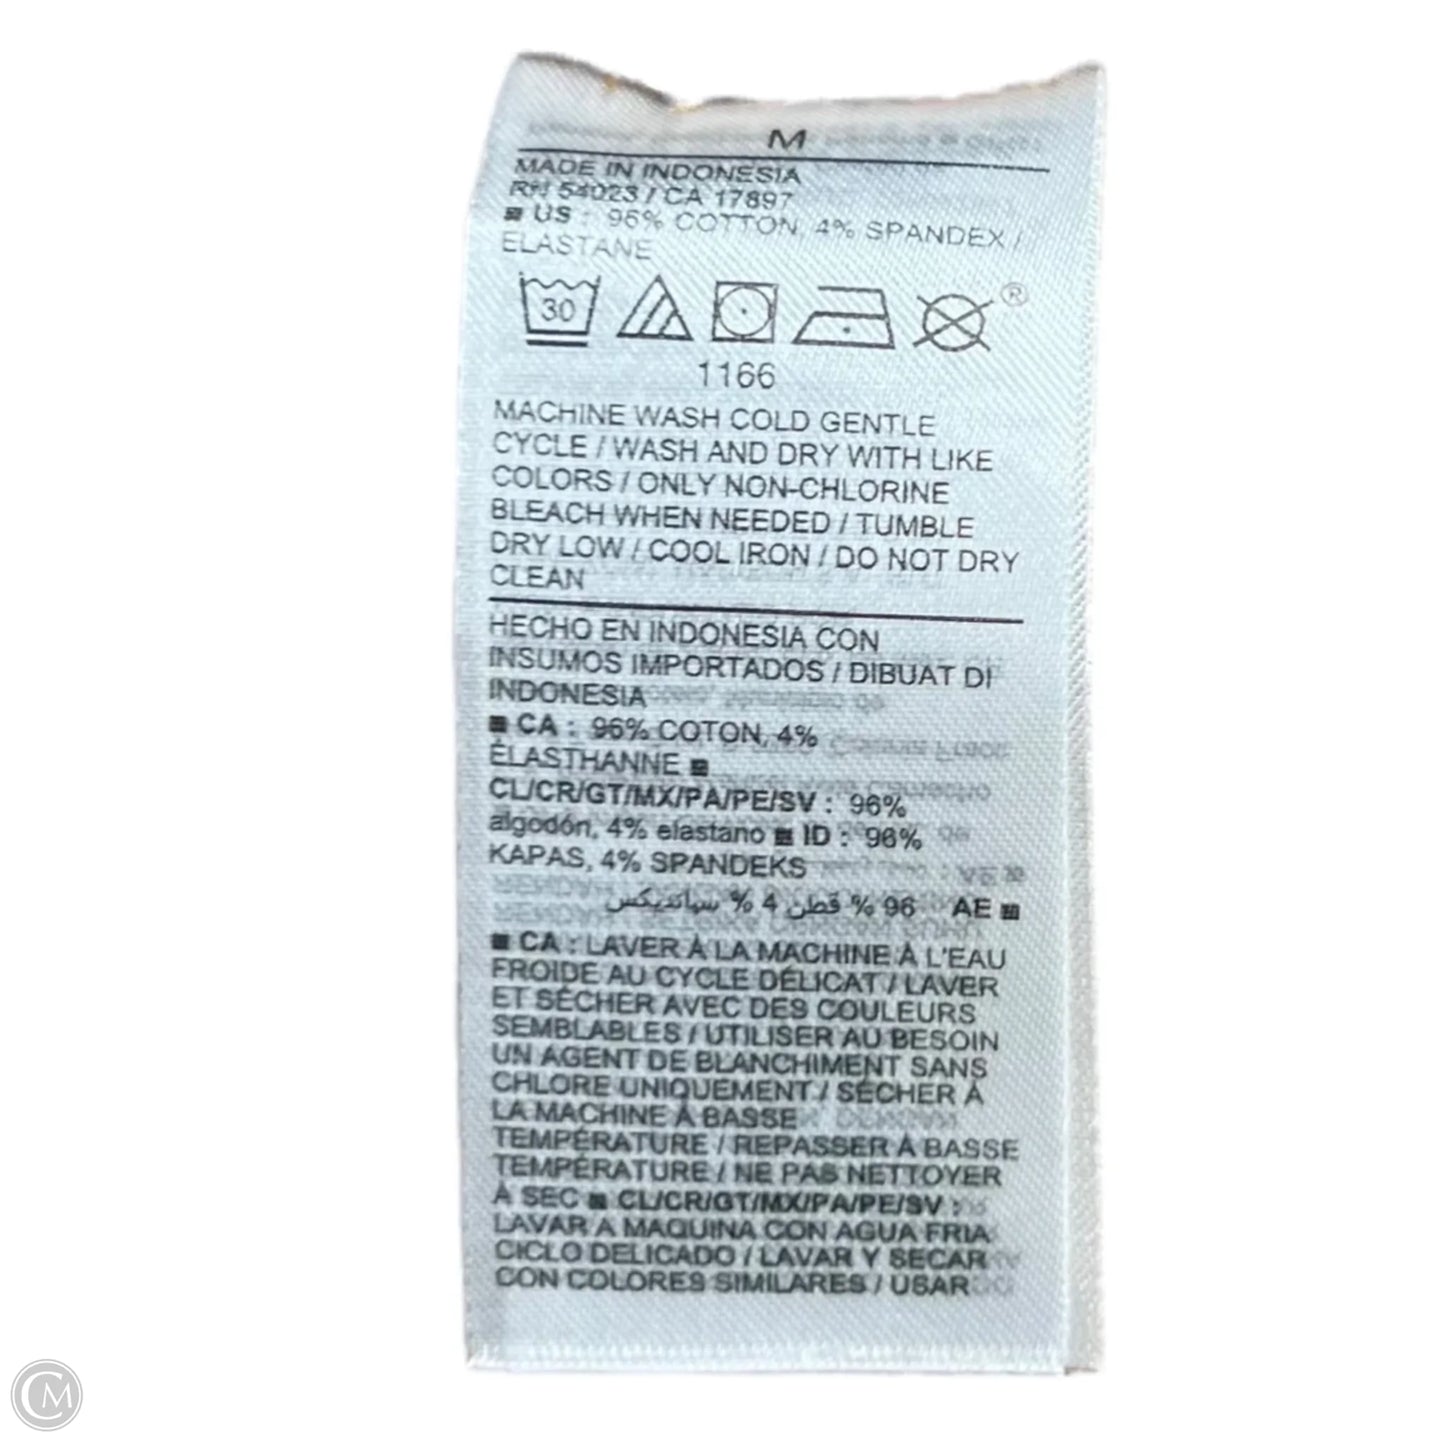 M
MADE IN INDONESIA
RN 54023 / CA 17897
■ US : 96% COTTON, 4% SPANDEX /
ELASTANE
30
®
1166
MACHINE WASH COLD GENTLE
CYCLE / WASH AND DRY WITH LIKE
COLORS / ONLY NON-CHLORINE
BLEACH WHEN NEEDED / TUMBLE
DRY LOW / COOL IRON / DO NOT DRY
CLEAN
HECHO EN INDONESIA CON
INSUMOS IMPORTADOS / DIBUAT DI
INDONESIA
■ CA : 96% COTON, 4%
ÉLASTHANNE ■
CL/CR/GT/MX/PA/PE/SV : 96%
algodón, 4% elastano ■ ID : 96%
KAPAS, 4% SPANDEKS
■ AE 96 % قطن 4 % سباندیكس
■ CA : LAVER À LA MACHINE À L'EAU
FROIDE AU CYCLE DÉLICAT / LAVER
ET SÉCHER AVEC DES COULEURS
SEMBLABLES / UTILISER AU BESOIN
UN AGENT DE BLANCHIMENT SANS
CHLORE UNIQUEMENT / SÉCHER À
LA MACHINE À BASSE
TEMPÉRATURE / REPASSER À BASSE
TEMPÉRATURE / NE PAS NETTOYER
À SEC ■ CL/CR/GT/MX/PA/PE/SV :
LAVAR A MAQUINA CON AGUA FRIA
CICLO DELICADO / LAVAR Y SECAR
CON COLORES SIMILARES / USAR
CM